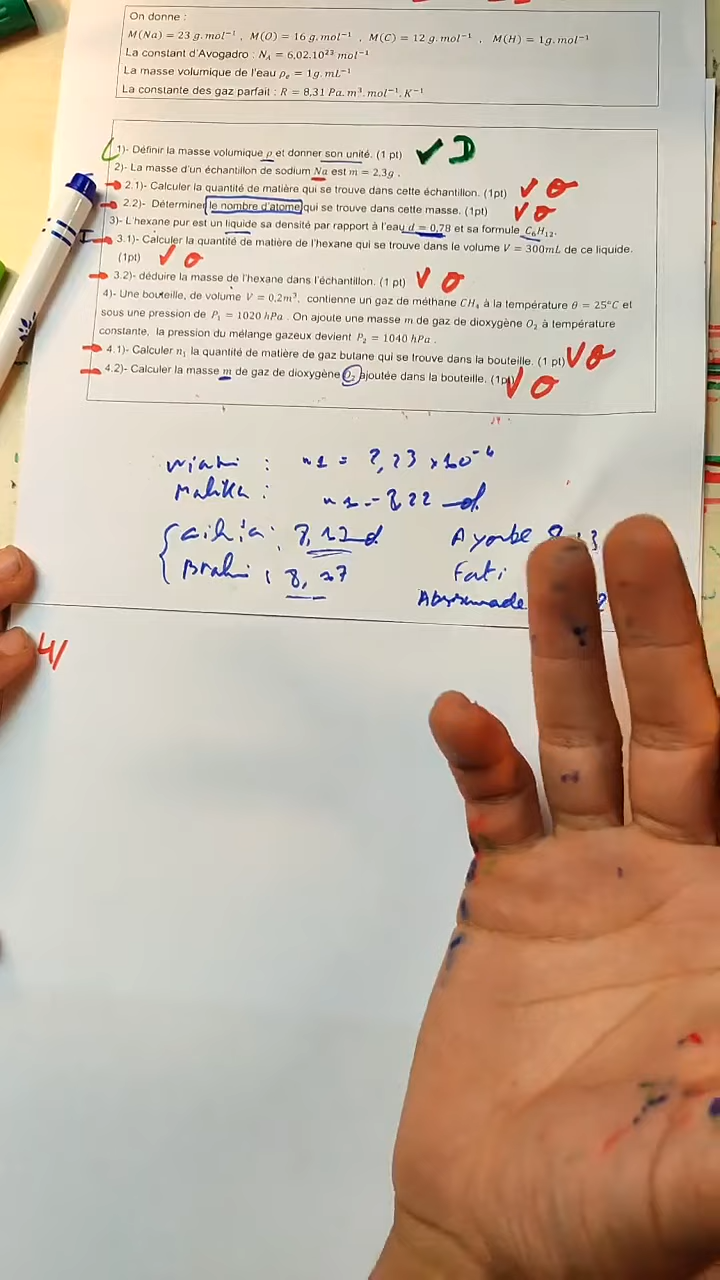 On donne :
M(Na) = 23 g.mol⁻¹ , M(O) = 16 g.mol⁻¹ , M(C) = 12 g.mol⁻¹ , M(H) = 1g.mol⁻¹
La constant d'Avogadro : N_A = 6,02.10²³ mol⁻¹
La masse volumique de l'eau ρₑ = 1g.mL⁻¹
La constante des gaz parfait : R = 8,31 Pa.m³.mol⁻¹.K⁻¹
1)- Définir la masse volumique ρ et donner son unité. (1 pt)
2)- La masse d'un échantillon de sodium Na est m = 2,3g .
2.1)- Calculer la quantité de matière qui se trouve dans cette échantillon. (1pt)
2.2)- Déterminer le nombre d'atome qui se trouve dans cette masse. (1pt)
3)- L'hexane pur est un liquide sa densité par rapport à l'eau d = 0,78 et sa formule C₆H₁₂.
3.1)- Calculer la quantité de matière de l'hexane qui se trouve dans le volume V = 300mL de ce liquide.
(1pt)
3.2)- déduire la masse de l'hexane dans l'échantillon. (1 pt)
4)- Une bouteille, de volume V = 0,2m³, contienne un gaz de méthane CH₄ à la température θ = 25°C et
sous une pression de P₁ = 1020 hPa . On ajoute une masse m de gaz de dioxygène O₂ à température
constante, la pression du mélange gazeux devient P₂ = 1040 hPa .
4.1)- Calculer n₁ la quantité de matière de gaz butane qui se trouve dans la bouteille. (1 pt)
4.2)- Calculer la masse m de gaz de dioxygène O₂ ajoutée dans la bouteille. (1pt)
Malika :
Ayoube
Fati
4/